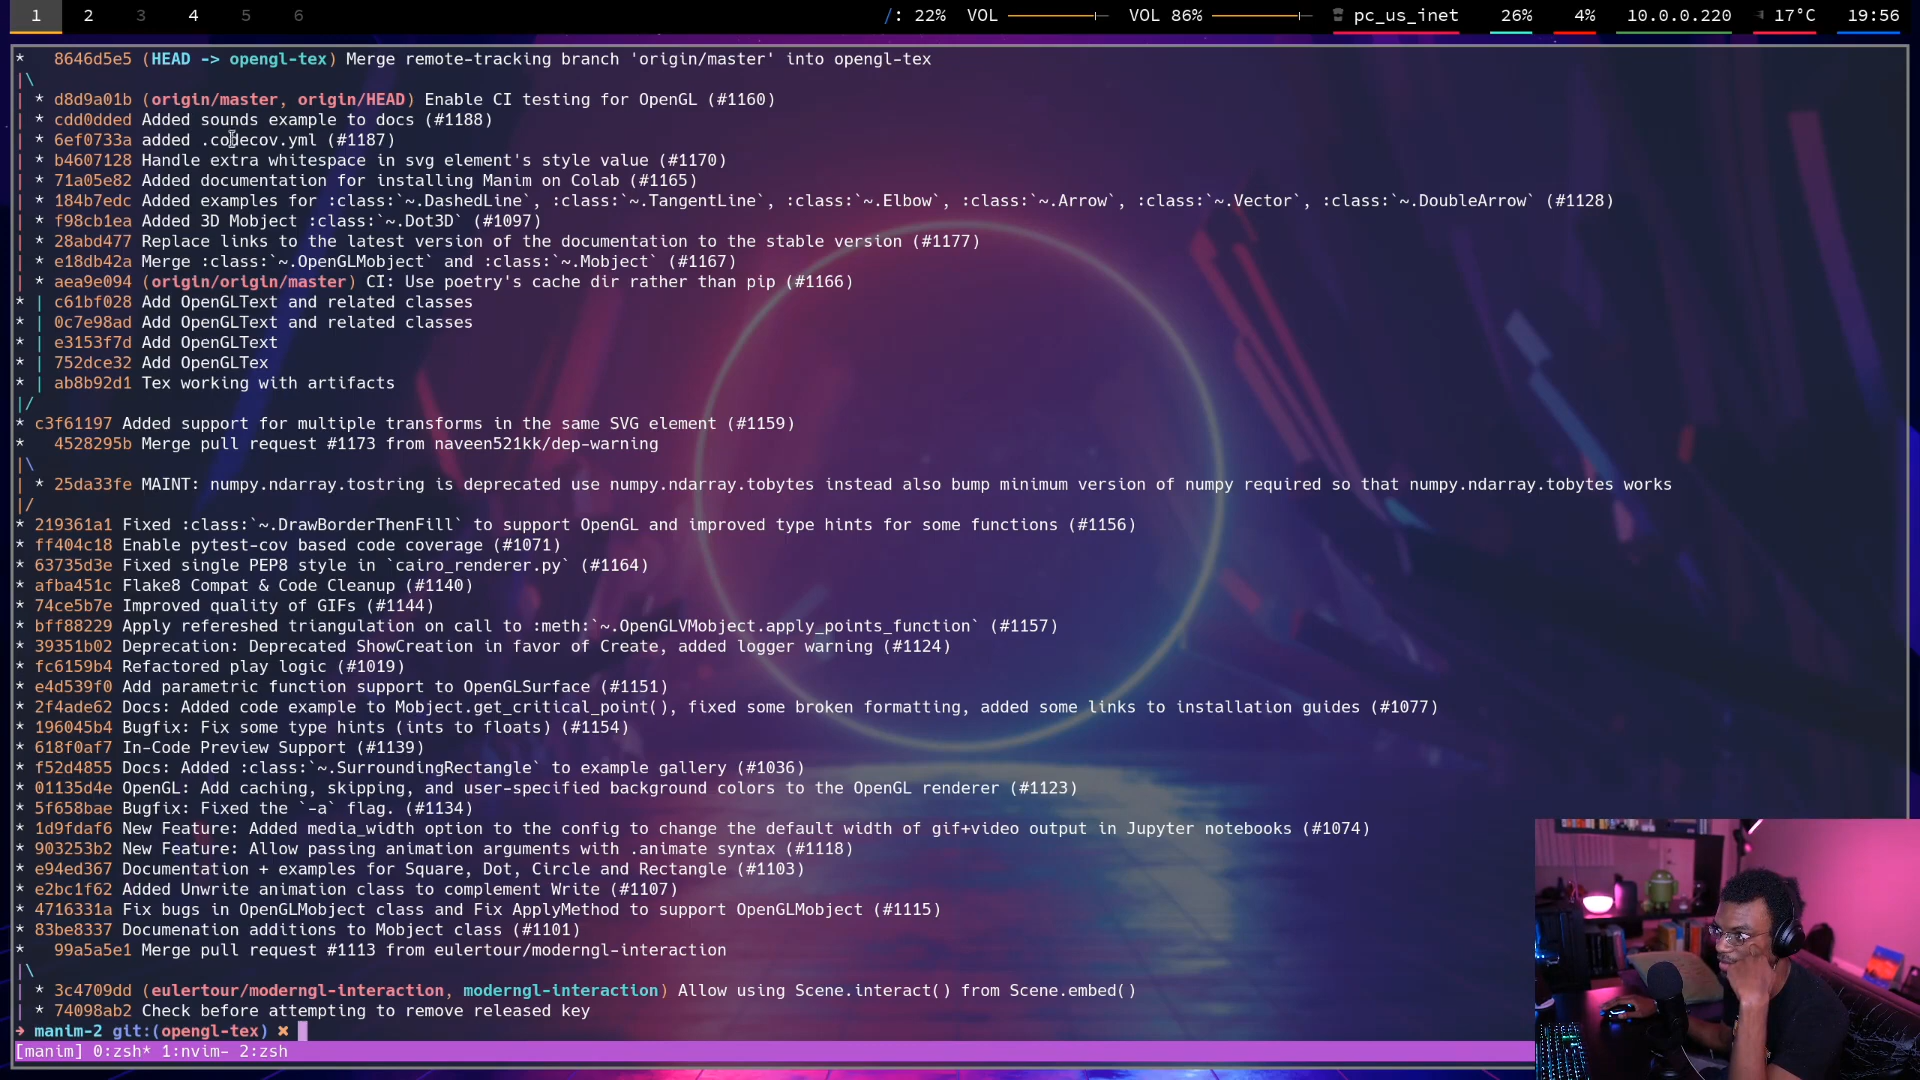 1 2 3 4 5 6 /: 22% VOL VOL 86% pc_us_inet 26% 4% 10.0.0.220 17°C 19:56
*   8646d5e5 (HEAD -> opengl-tex) Merge remote-tracking branch 'origin/master' into opengl-tex
|\
| * d8d9a01b (origin/master, origin/HEAD) Enable CI testing for OpenGL (#1160)
| * cdd0dded Added sounds example to docs (#1188)
| * 6ef0733a added .codecov.yml (#1187)
| * b4607128 Handle extra whitespace in svg element's style value (#1170)
| * 71a05e82 Added documentation for installing Manim on Colab (#1165)
| * 184b7edc Added examples for :class:`~.DashedLine`, :class:`~.TangentLine`, :class:`~.Elbow`, :class:`~.Arrow`, :class:`~.Vector`, :class:`~.DoubleArrow` (#1128)
| * f98cb1ea Added 3D Mobject :class:`~.Dot3D` (#1097)
| * 28abd477 Replace links to the latest version of the documentation to the stable version (#1177)
| * e18db42a Merge :class:`~.OpenGLMobject` and :class:`~.Mobject` (#1167)
| * aea9e094 (origin/origin/master) CI: Use poetry's cache dir rather than pip (#1166)
* | c61bf028 Add OpenGLText and related classes
* | 0c7e98ad Add OpenGLText and related classes
* | e3153f7d Add OpenGLText
* | 752dce32 Add OpenGLTex
* | ab8b92d1 Tex working with artifacts
|/
* c3f61197 Added support for multiple transforms in the same SVG element (#1159)
*   4528295b Merge pull request #1173 from naveen521kk/dep-warning
|\
| * 25da33fe MAINT: numpy.ndarray.tostring is deprecated use numpy.ndarray.tobytes instead also bump minimum version of numpy required so that numpy.ndarray.tobytes works
|/
* 219361a1 Fixed :class:`~.DrawBorderThenFill` to support OpenGL and improved type hints for some functions (#1156)
* ff404c18 Enable pytest-cov based code coverage (#1071)
* 63735d3e Fixed single PEP8 style in `cairo_renderer.py` (#1164)
* afba451c Flake8 Compat & Code Cleanup (#1140)
* 74ce5b7e Improved quality of GIFs (#1144)
* bff88229 Apply refereshed triangulation on call to :meth:`~.OpenGLVMobject.apply_points_function` (#1157)
* 39351b02 Deprecation: Deprecated ShowCreation in favor of Create, added logger warning (#1124)
* fc6159b4 Refactored play logic (#1019)
* e4d539f0 Add parametric function support to OpenGLSurface (#1151)
* 2f4ade62 Docs: Added code example to Mobject.get_critical_point(), fixed some broken formatting, added some links to installation guides (#1077)
* 196045b4 Bugfix: Fix some type hints (ints to floats) (#1154)
* 618f0af7 In-Code Preview Support (#1139)
* f52d4855 Docs: Added :class:`~.SurroundingRectangle` to example gallery (#1036)
* 01135d4e OpenGL: Add caching, skipping, and user-specified background colors to the OpenGL renderer (#1123)
* 5f658bae Bugfix: Fixed the `-a` flag. (#1134)
* 1d9fdaf6 New Feature: Added media_width option to the config to change the default width of gif+video output in Jupyter notebooks (#1074)
* 903253b2 New Feature: Allow passing animation arguments with .animate syntax (#1118)
* e94ed367 Documentation + examples for Square, Dot, Circle and Rectangle (#1103)
* e2bc1f62 Added Unwrite animation class to complement Write (#1107)
* 4716331a Fix bugs in OpenGLMobject class and Fix ApplyMethod to support OpenGLMobject (#1115)
* 83be8337 Documenation additions to Mobject class (#1101)
*   99a5a5e1 Merge pull request #1113 from eulertour/moderngl-interaction
|\
| * 3c4709dd (eulertour/moderngl-interaction, moderngl-interaction) Allow using Scene.interact() from Scene.embed()
| * 74098ab2 Check before attempting to remove released key
➜ manim-2 git:(opengl-tex) ✖
[manim] 0:zsh* 1:nvim- 2:zsh